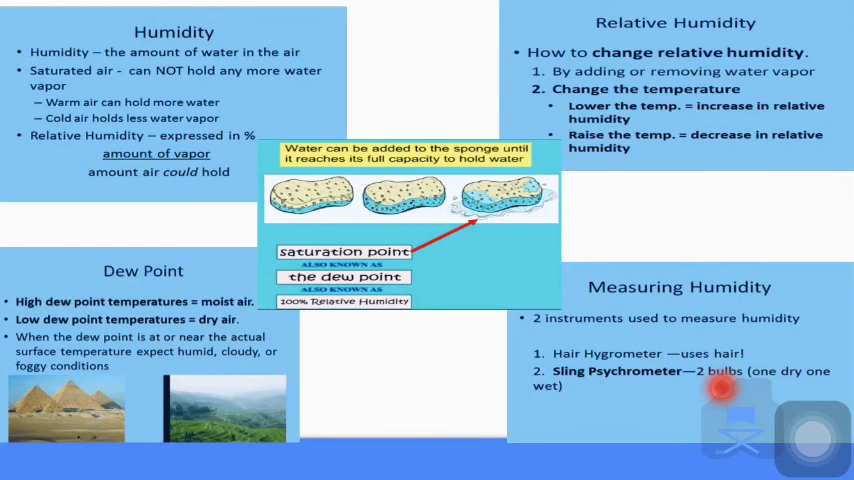 Humidity
• Humidity – the amount of water in the air
• Saturated air - can NOT hold any more water
vapor
– Warm air can hold more water
– Cold air holds less water vapor
• Relative Humidity – expressed in %
amount of vapor
amount air could hold
Relative Humidity
• How to change relative humidity.
1. By adding or removing water vapor
2. Change the temperature
• Lower the temp. = increase in relative
humidity
• Raise the temp. = decrease in relative
humidity
Water can be added to the sponge until
it reaches its full capacity to hold water
saturation point
ALSO KNOWN AS
the dew point
ALSO KNOWN AS
100% Relative Humidity
Dew Point
• High dew point temperatures = moist air.
• Low dew point temperatures = dry air.
• When the dew point is at or near the actual
surface temperature expect humid, cloudy, or
foggy conditions
Measuring Humidity
• 2 instruments used to measure humidity
1. Hair Hygrometer —uses hair!
2. Sling Psychrometer—2 bulbs (one dry one
wet)